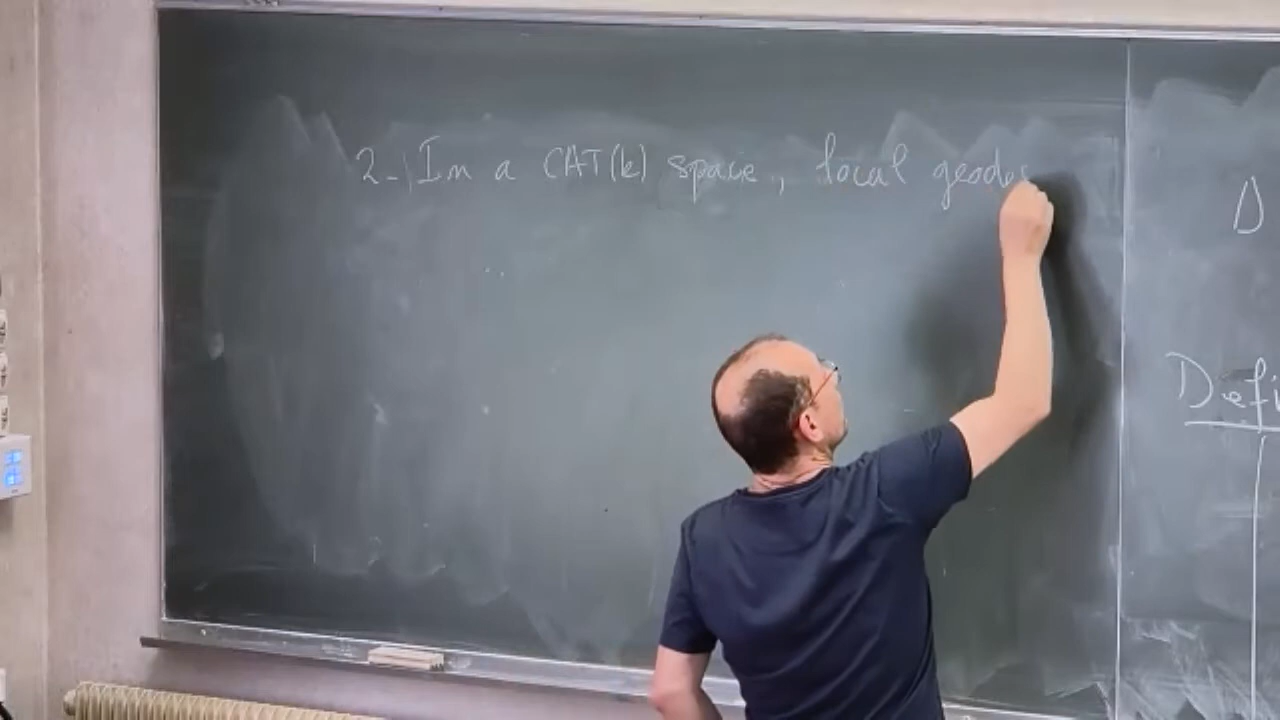 2-) In a CAT(k) space, local geodes
D
Defi